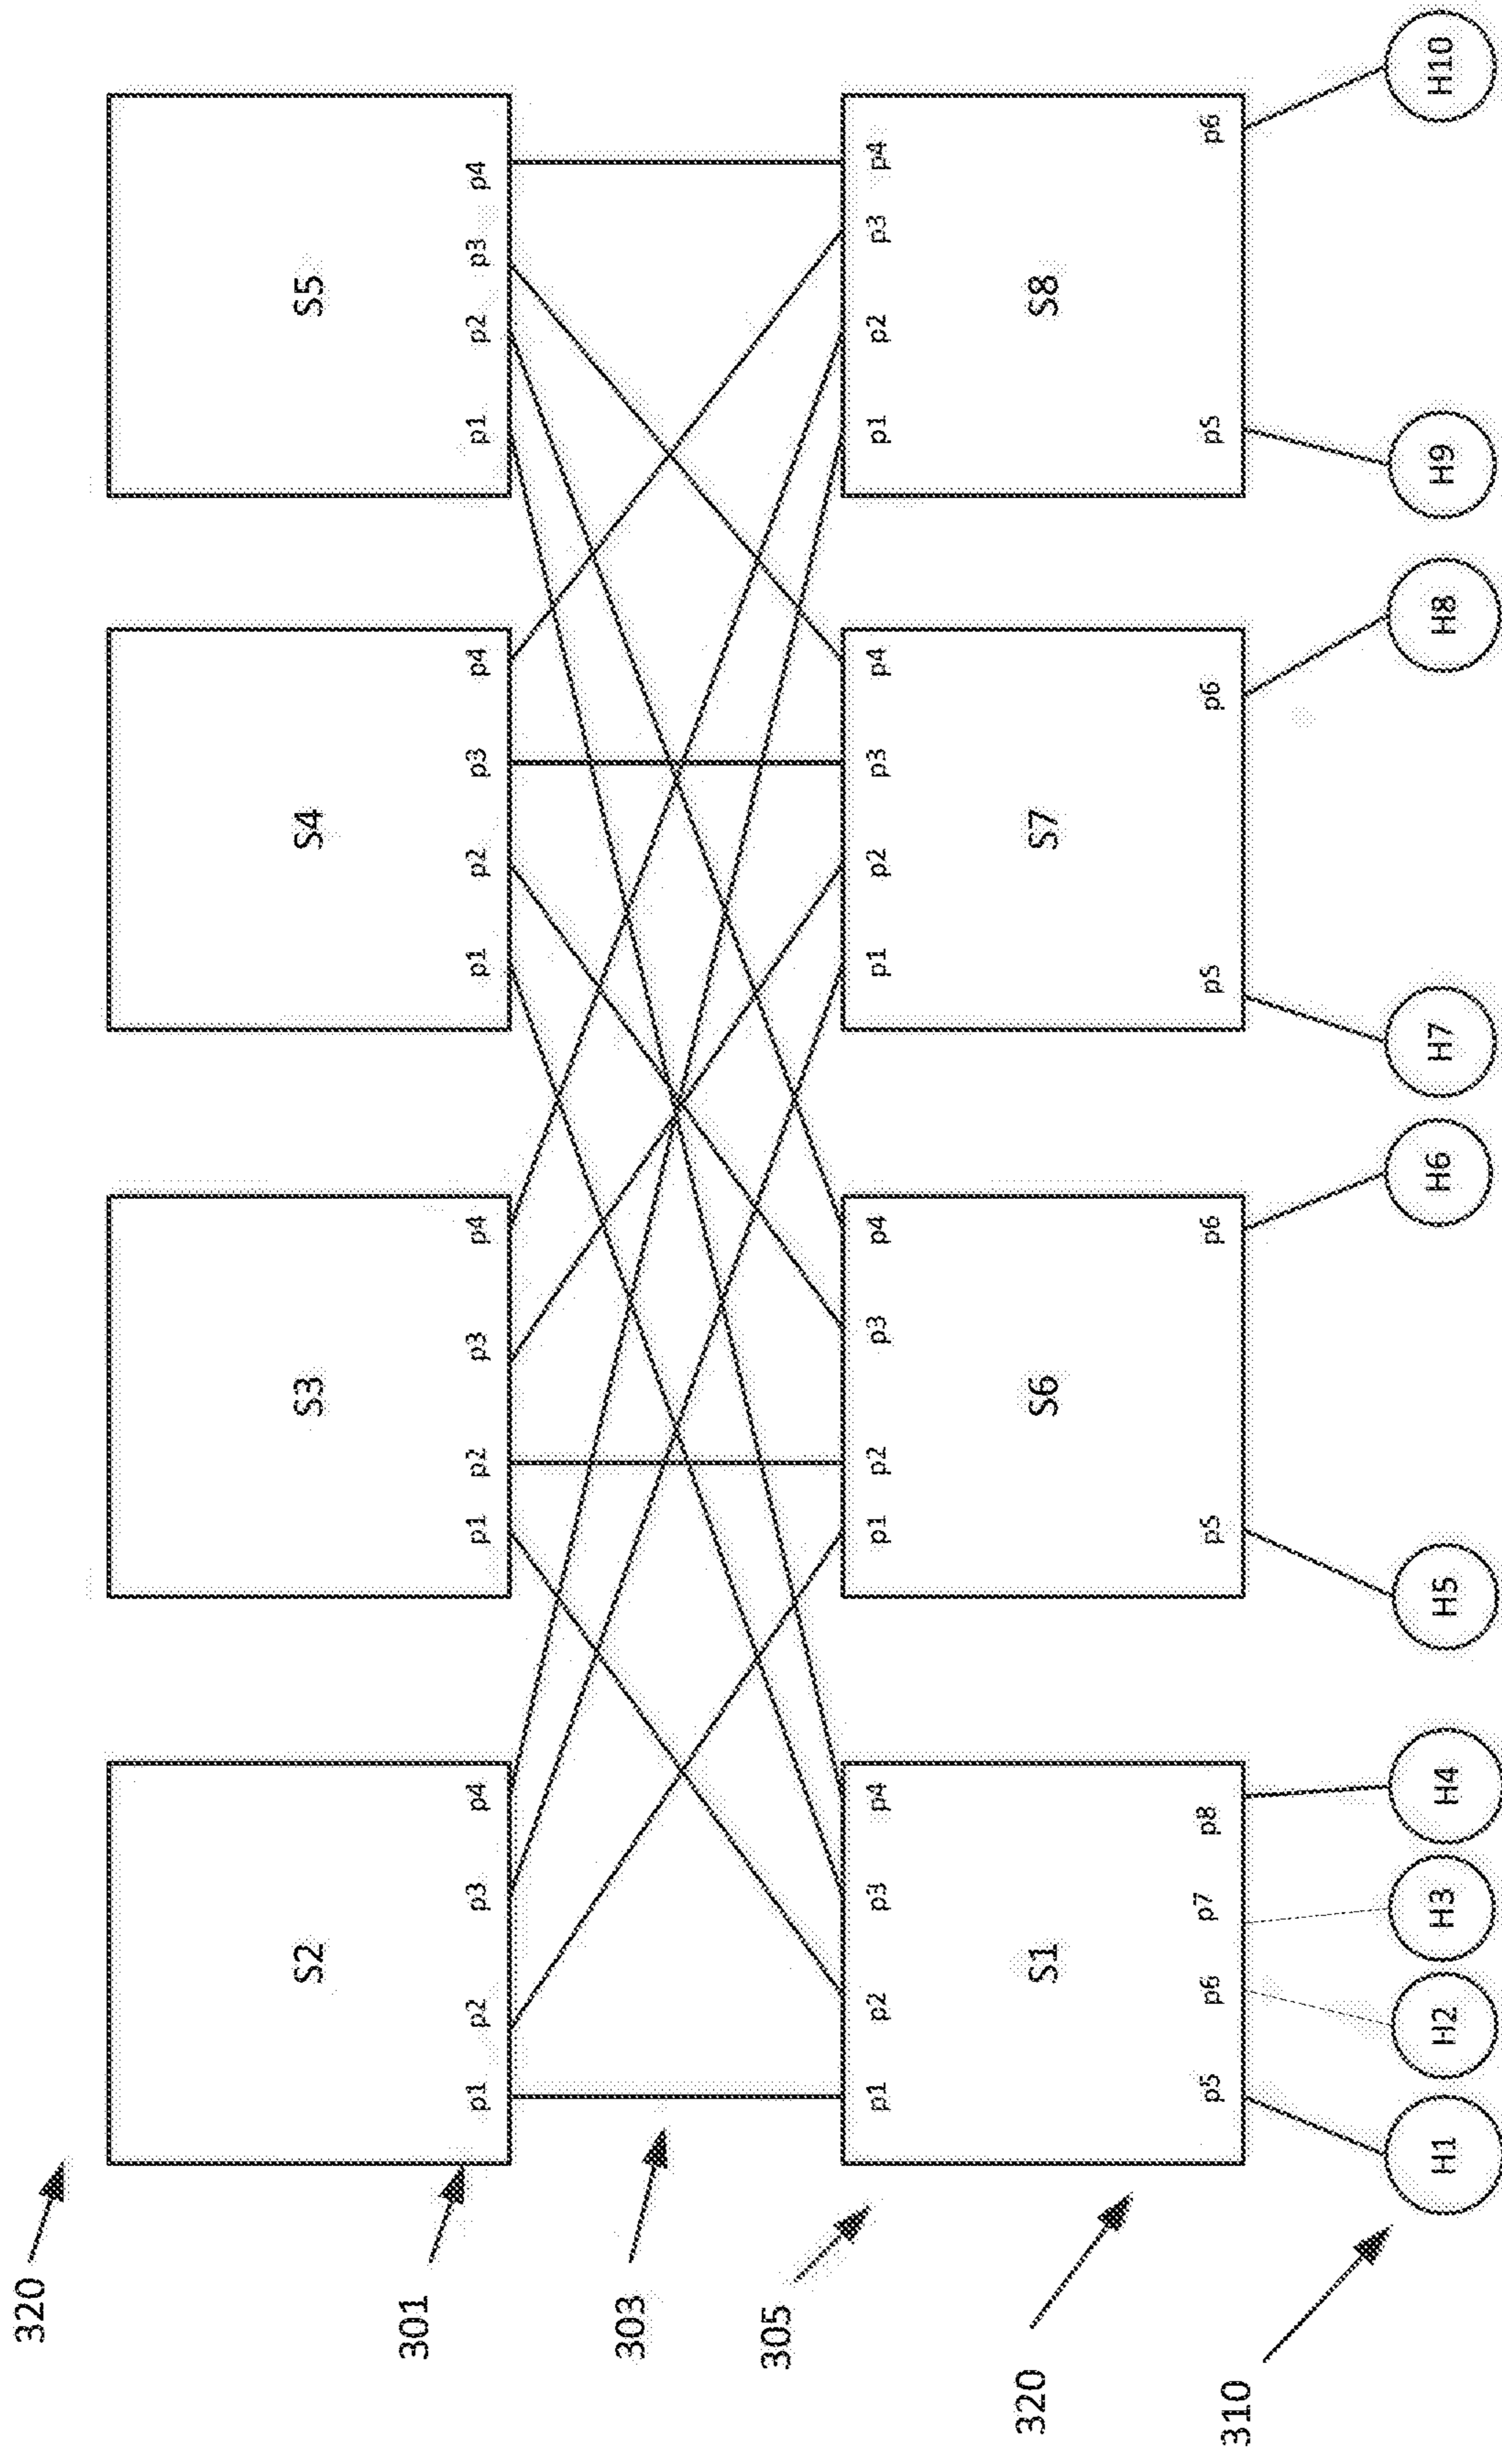 320
S2 S3 S4 S5
301
p1 p2 p3 p4 p1 p2 p3 p4 p1 p2 p3 p4 p1 p2 p3 p4
303
305
p1 p2 p3 p4 p1 p2 p3 p4 p1 p2 p3 p4 p1 p2 p3 p4
320
S1 S6 S7 S8
p5 p6 p7 p8 p5 p6 p5 p6 p5 p6
310
H1 H2 H3 H4 H5 H6 H7 H8 H9 H10